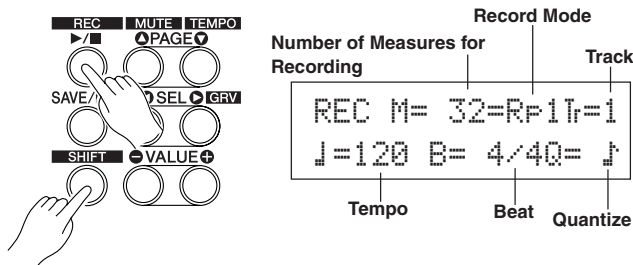 REC MUTE TEMPO
PAGE
SAVE/ SEL GRV
SHIFT VALUE
Record Mode
Number of Measures for
Recording
Track
REC M= 32=Rp1Tr=1
♩=120 B= 4/4Q= ♪
Tempo
Beat
Quantize